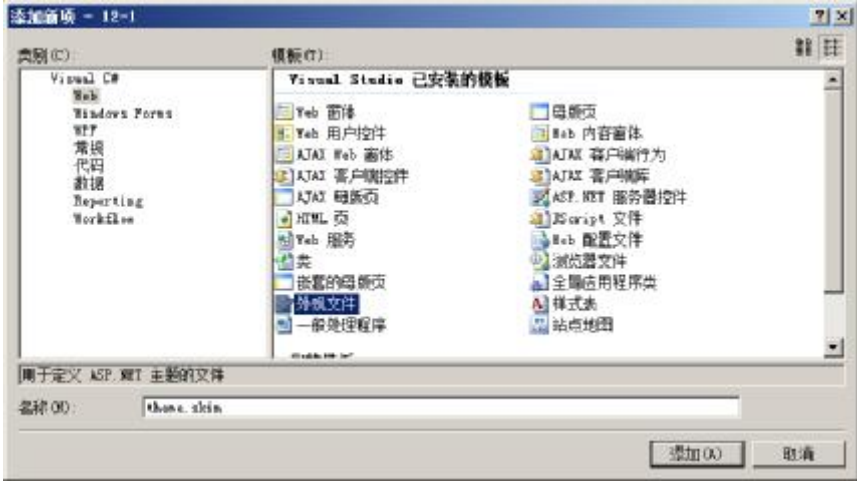 添加新项 - 12-1
类别(C):
模板(T):
Visual C#
Web
Windows Forms
WPF
常规
代码
数据
Reporting
Workflow
Visual Studio 已安装的模板
Web 窗体
母版页
Web 用户控件
Web 内容窗体
AJAX Web 窗体
AJAX 客户端行为
AJAX 客户端控件
AJAX 客户端库
AJAX 母版页
ASP.NET 服务器控件
HTML 页
JScript 文件
Web 服务
Web 配置文件
类
浏览器文件
嵌套的母版页
全局应用程序类
外观文件
样式表
一般处理程序
站点地图
用于定义 ASP.NET 主题的文件
名称(N):
theme.skin
添加(A)
取消